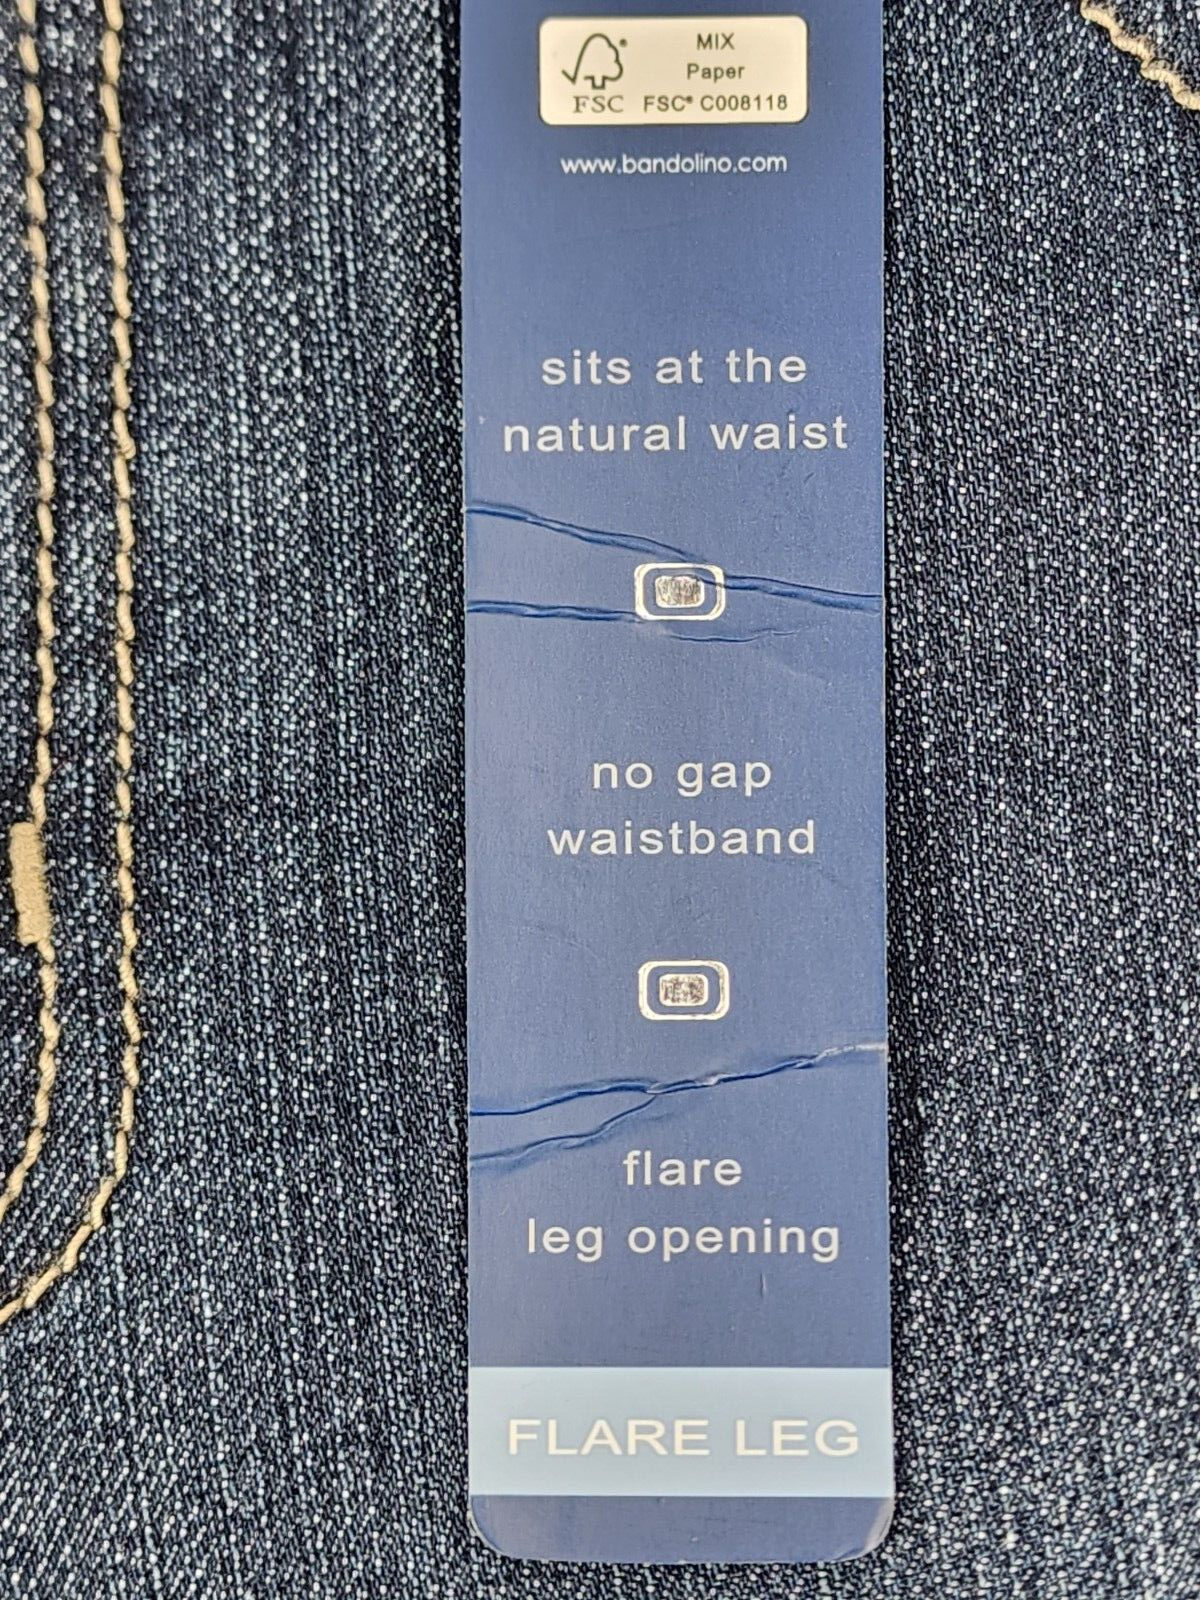 MIX
Paper
FSC FSC® C008118
www.bandolino.com
sits at the
natural waist
no gap
waistband
flare
leg opening
FLARE LEG